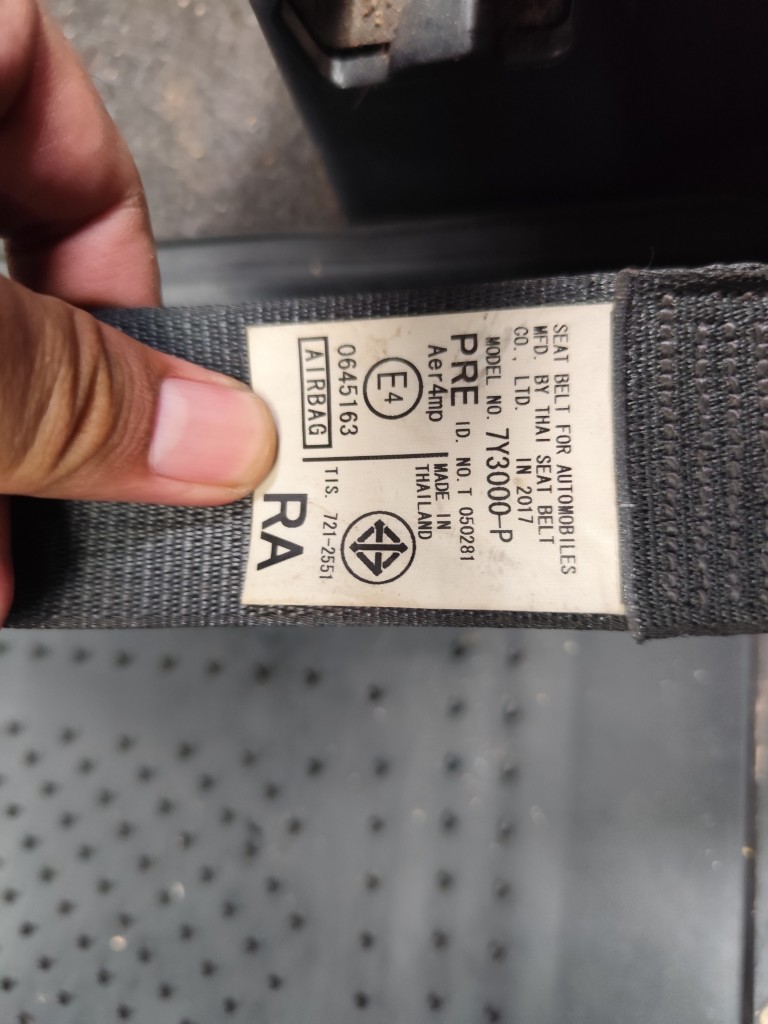 SEAT BELT FOR AUTOMOBILES
MFD. BY THAI SEAT BELT
CO., LTD. IN 2017
MODEL NO. 7Y3000-P
PRE ID. NO. T 050281
Aer4mp
E4
0645163
AIRBAG
MADE IN
THAILAND
TIS. 721-2551
RA